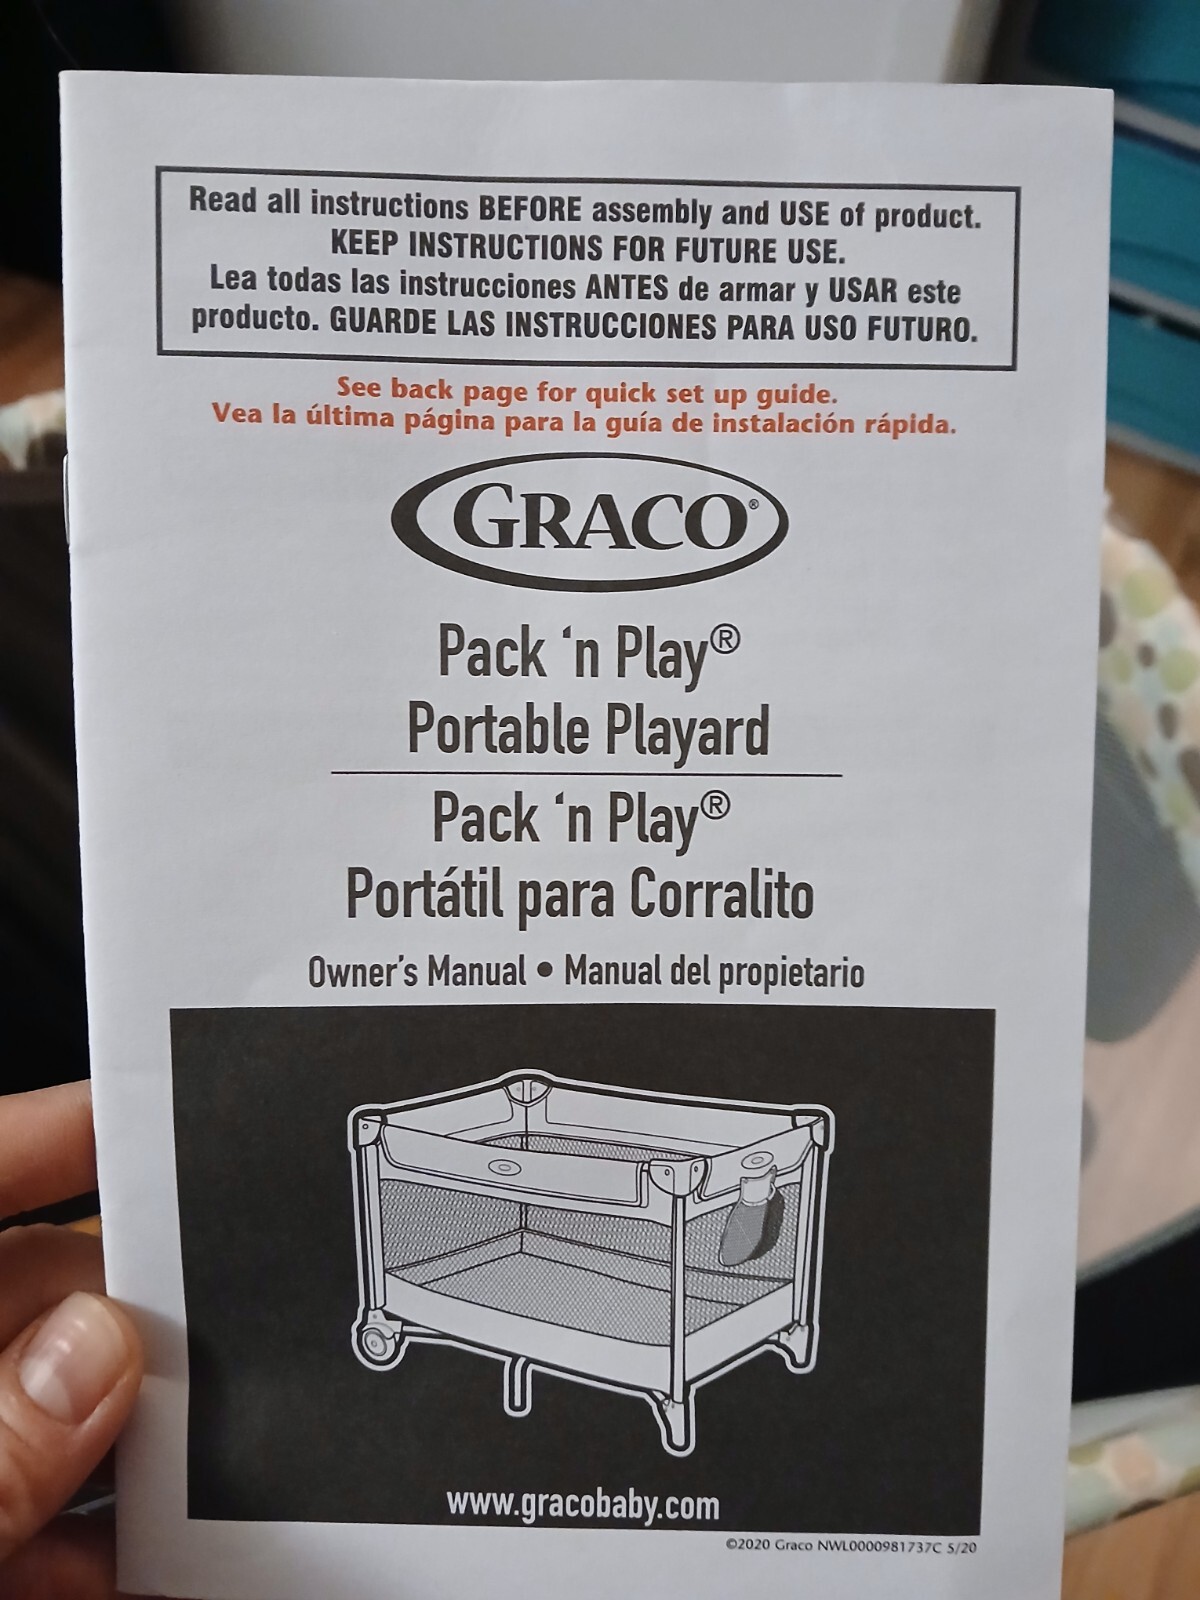 Read all instructions BEFORE assembly and USE of product.
KEEP INSTRUCTIONS FOR FUTURE USE.
Lea todas las instrucciones ANTES de armar y USAR este
producto. GUARDE LAS INSTRUCCIONES PARA USO FUTURO.
See back page for quick set up guide.
Vea la última página para la guía de instalación rápida.
GRACO®
Pack ‘n Play®
Portable Playard
Pack ‘n Play®
Portátil para Corralito
Owner’s Manual • Manual del propietario
www.gracobaby.com
©2020 Graco NWL0000981737C 5/20